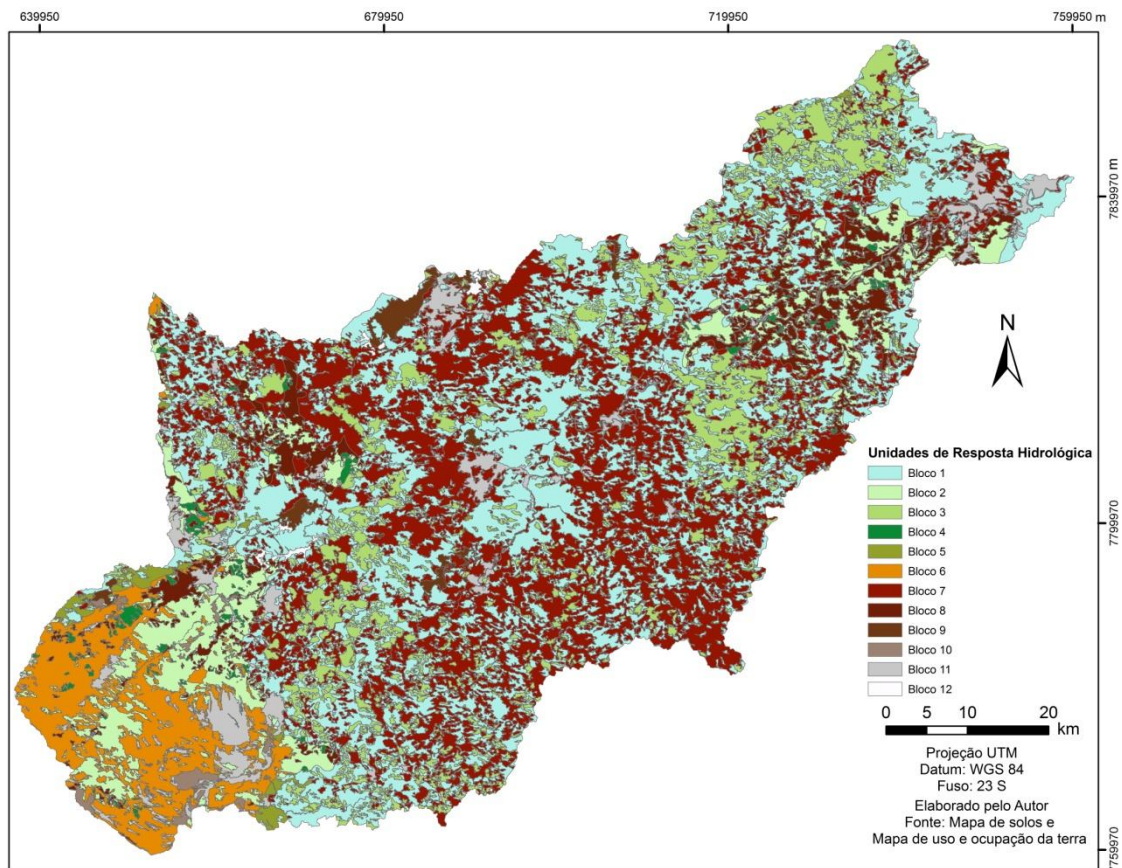 639950
679950
719950
759950 m
7839970 m
N
Unidades de Resposta Hidrológica
Bloco 1
Bloco 2
Bloco 3
Bloco 4
Bloco 5
Bloco 6
Bloco 7
Bloco 8
Bloco 9
Bloco 10
Bloco 11
Bloco 12
7799970
0 5 10 20
km
Projeção UTM
Datum: WGS 84
Fuso: 23 S
Elaborado pelo Autor
Fonte: Mapa de solos e
Mapa de uso e ocupação da terra
7759970